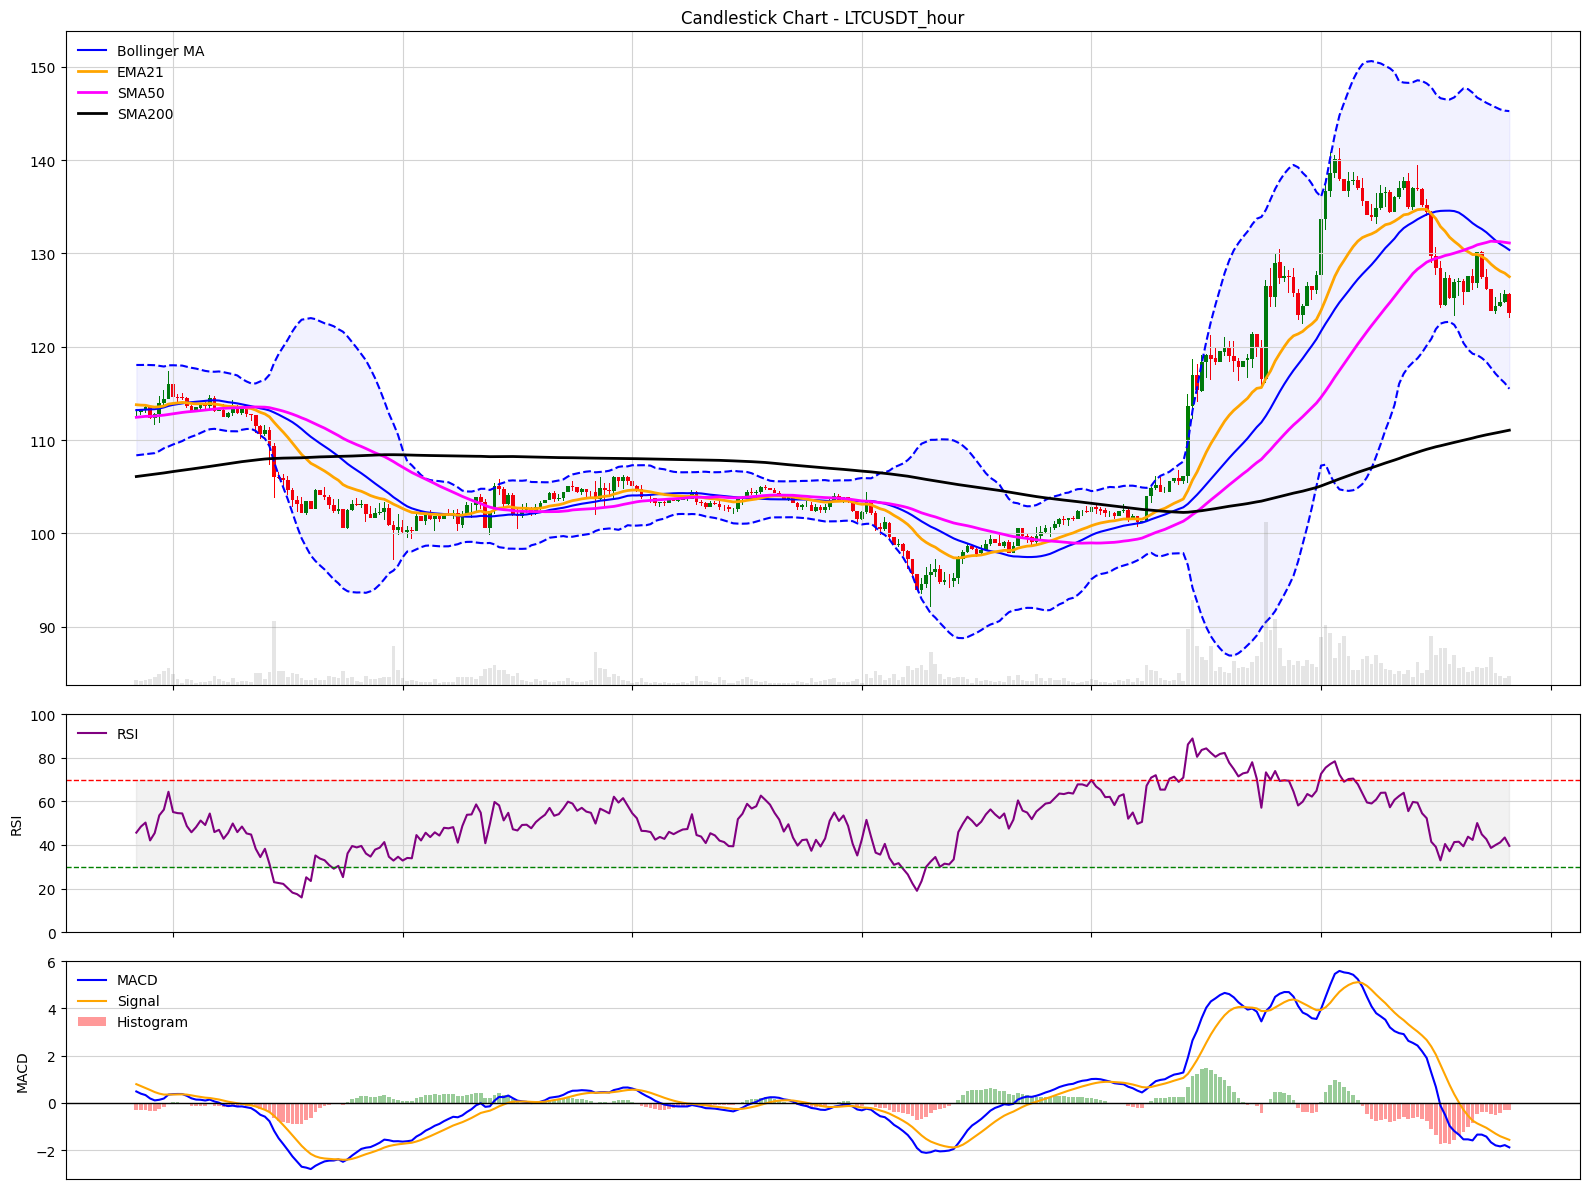 Candlestick Chart - LTCUSDT_hour
Bollinger MA
EMA21
SMA50
SMA200
150
140
130
120
110
100
90
RSI
100
80
60
40
20
0
RSI
MACD
Signal
Histogram
6
4
2
0
−2
MACD